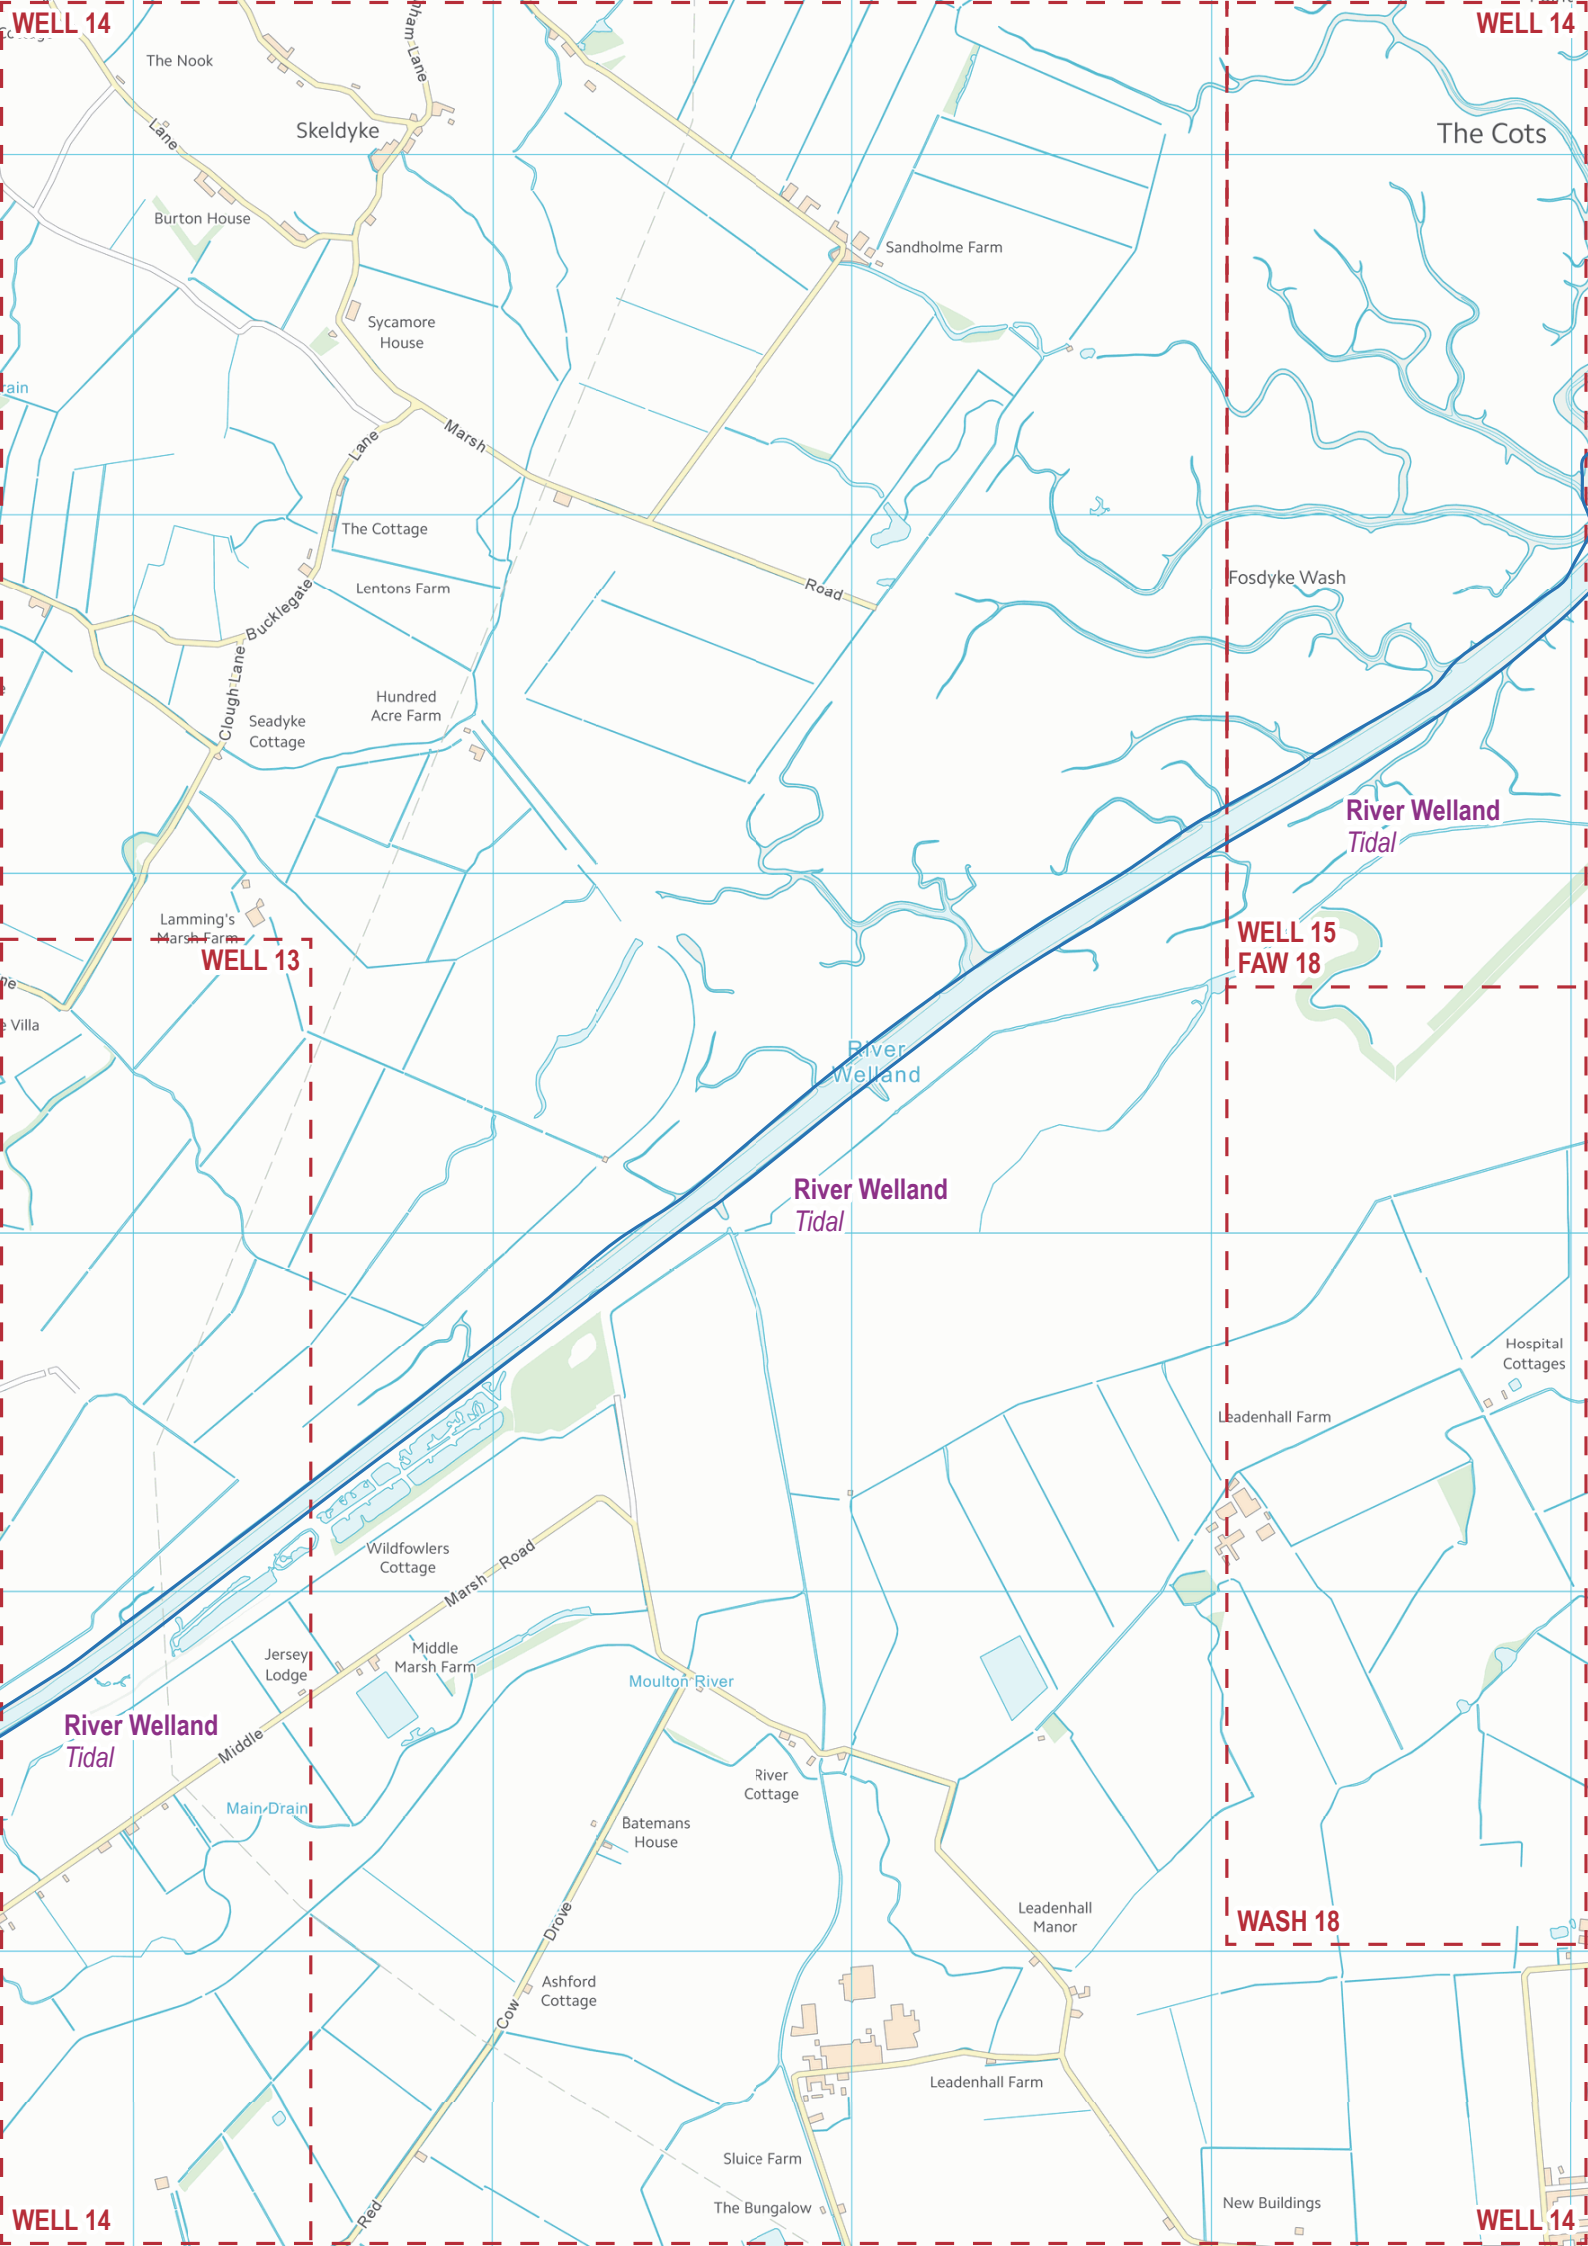 WELL 14
WELL 14
The Nook
ham Lane
Skeldyke
Lane
The Cots
Burton House
Sandholme Farm
Sycamore
House
rain
Marsh
Lane
The Cottage
Lentons Farm
Road
Fosdyke Wash
Bucklegate
Clough Lane
Hundred
Acre Farm
Seadyke
Cottage
River Welland
Tidal
Lamming's
Marsh Farm
WELL 13
WELL 15
FAW 18
ne
e Villa
River
Welland
River Welland
Tidal
Hospital
Cottages
Leadenhall Farm
Wildfowlers
Cottage
Marsh Road
Jersey
Lodge
Middle
Marsh Farm
Moulton River
River Welland
Tidal
Middle
River
Cottage
Main Drain
Batemans
House
Leadenhall
Manor
WASH 18
Drove
Ashford
Cottage
Cow
Leadenhall Farm
Sluice Farm
The Bungalow
New Buildings
Red
WELL 14
WELL 14